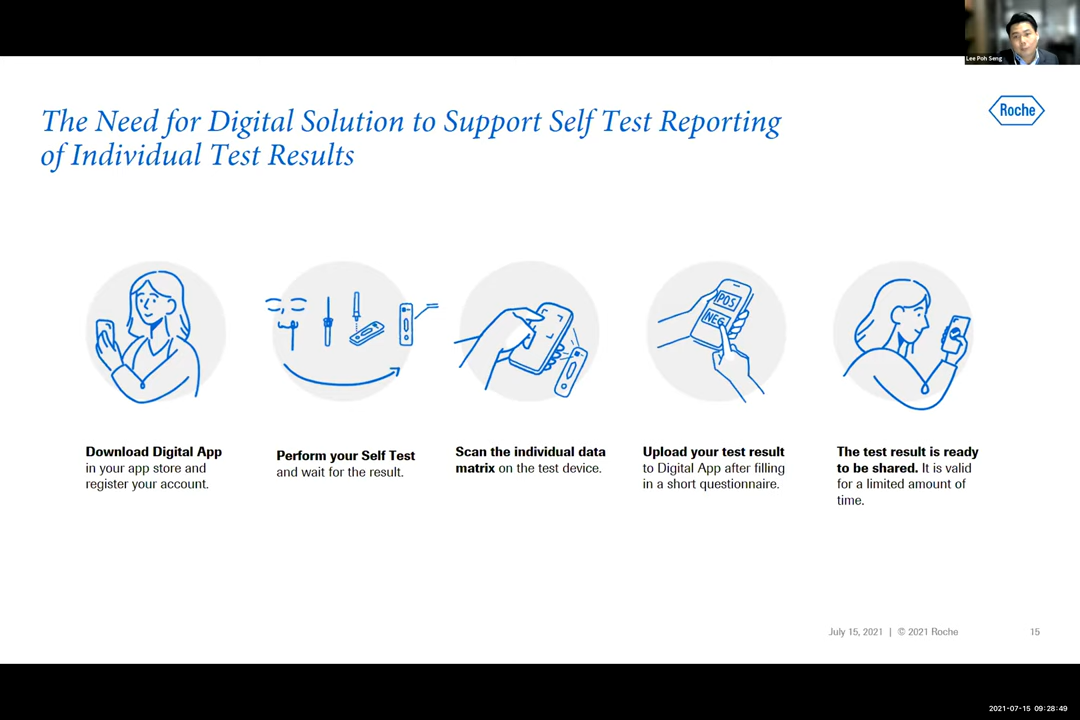 Lee Poh Seng
The Need for Digital Solution to Support Self Test Reporting
of Individual Test Results
Roche
POS
NEG
Download Digital App
in your app store and
register your account.
Perform your Self Test
and wait for the result.
Scan the individual data
matrix on the test device.
Upload your test result
to Digital App after filling
in a short questionnaire.
The test result is ready
to be shared. It is valid
for a limited amount of
time.
July 15, 2021 | © 2021 Roche
15
2021-07-15 09:28:49